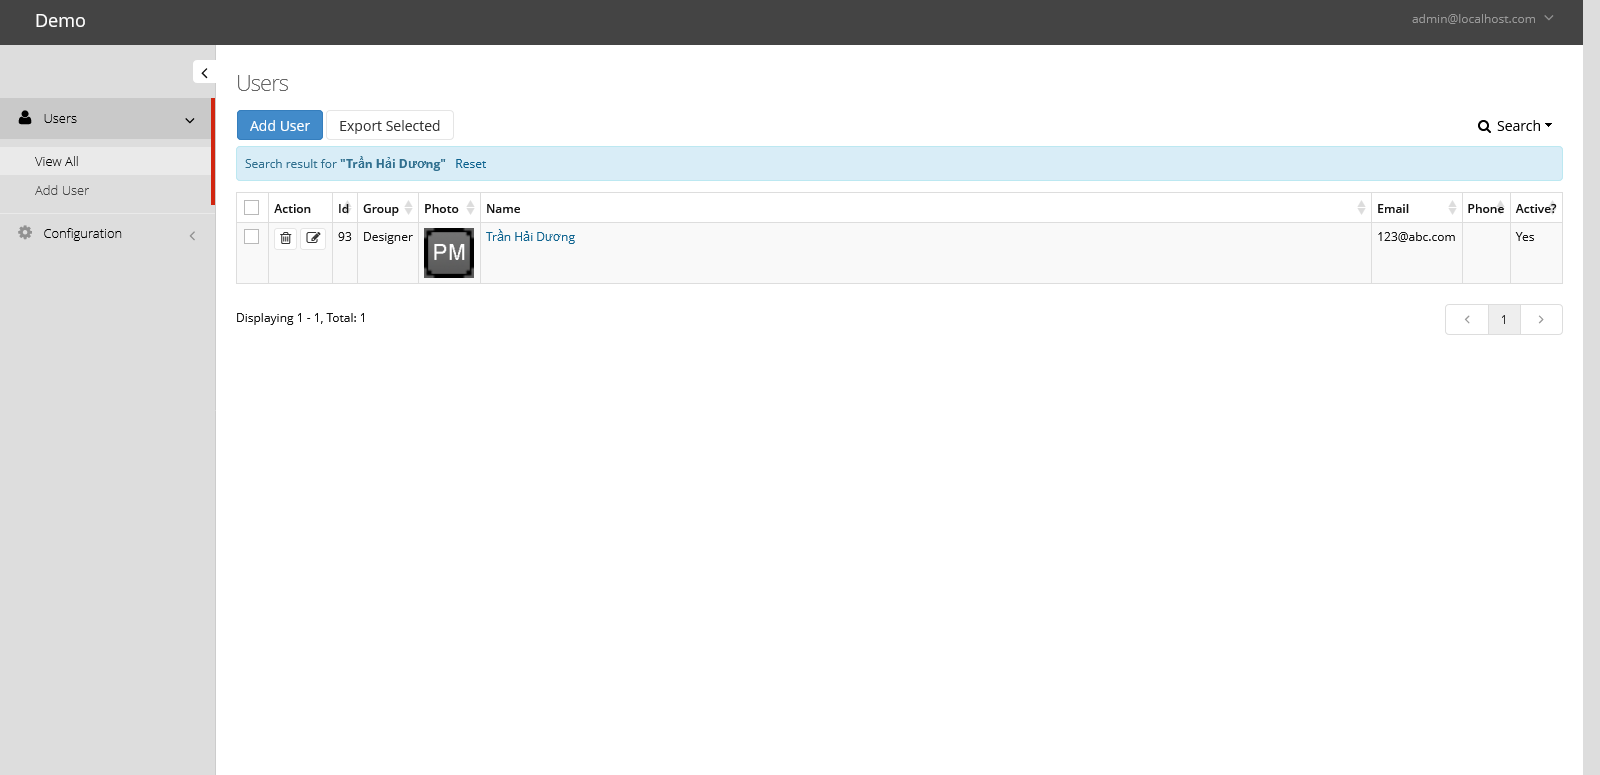 Demo
admin@localhost.com
Users
View All
Add User
Configuration
Users
Add User Export Selected
Search
Search result for "Trần Hải Dương" Reset
Action Id Group Photo Name Email Phone Active?
93 Designer PM Trần Hải Dương 123@abc.com Yes
Displaying 1 - 1, Total: 1
1